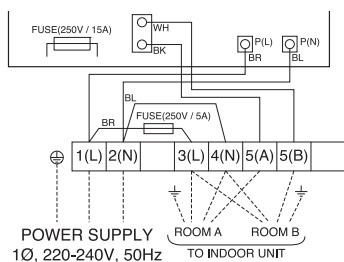 WH
FUSE(250V / 15A)
BK
P(L)
P(N)
BR
BL
BL
FUSE(250V / 5A)
BR
1(L) 2(N) 3(L) 4(N) 5(A) 5(B)
POWER SUPPLY
1Ø, 220-240V, 50Hz
ROOM A
ROOM B
TO INDOOR UNIT